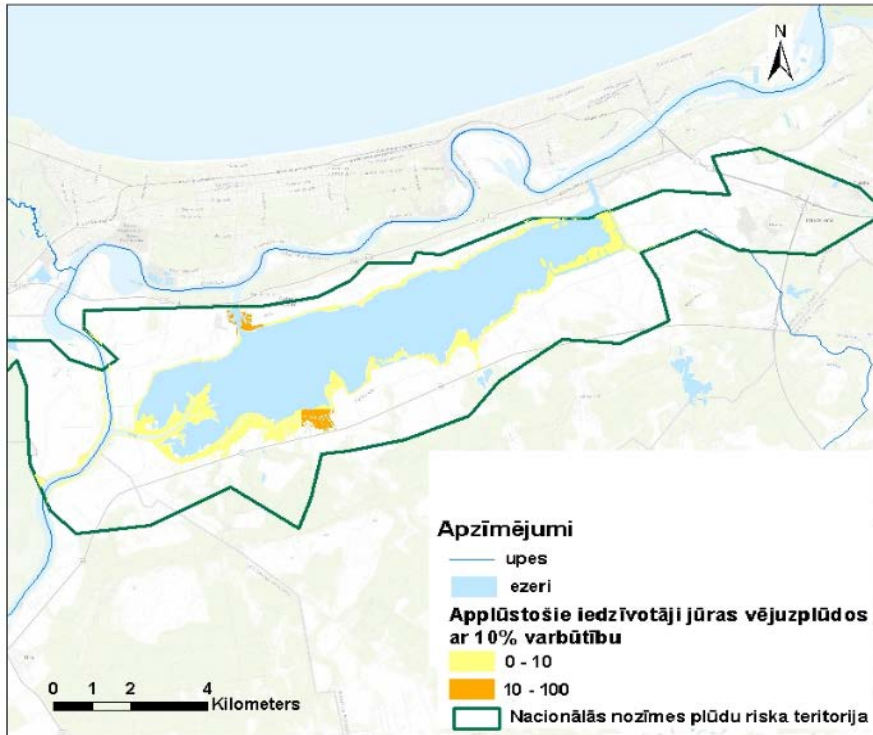 N
Apzīmējumi
upes
ezeri
Applūstošie iedzīvotāji jūras vējuzplūdos
ar 10% varbūtību
0 - 10
10 - 100
Nacionālās nozīmes plūdu riska teritorija
0 1 2 4
Kilometers